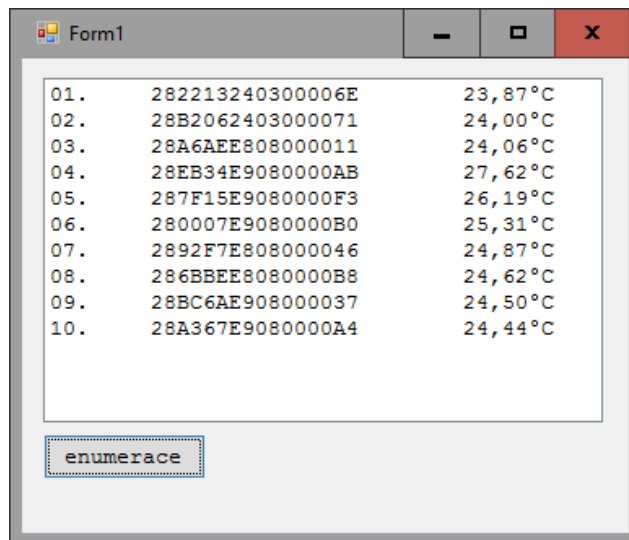 Form1
01. 282213240300006E 23,87°C
02. 28B2062403000071 24,00°C
03. 28A6AEE808000011 24,06°C
04. 28EB34E9080000AB 27,62°C
05. 287F15E9080000F3 26,19°C
06. 280007E9080000B0 25,31°C
07. 2892F7E808000046 24,87°C
08. 286BBEE8080000B8 24,62°C
09. 28BC6AE908000037 24,50°C
10. 28A367E9080000A4 24,44°C
enumerace